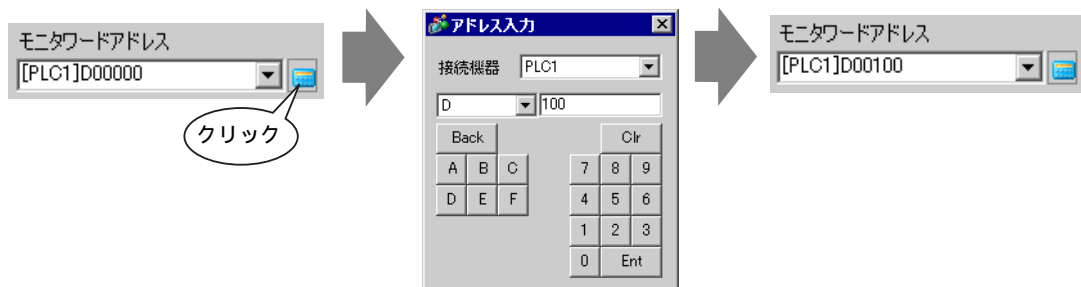 モニタワードアドレス
[PLC1]D00000
クリック
アドレス入力
接続機器 PLC1
D 100
Back Clr
A B C 7 8 9
D E F 4 5 6
1 2 3
0 Ent
モニタワードアドレス
[PLC1]D00100